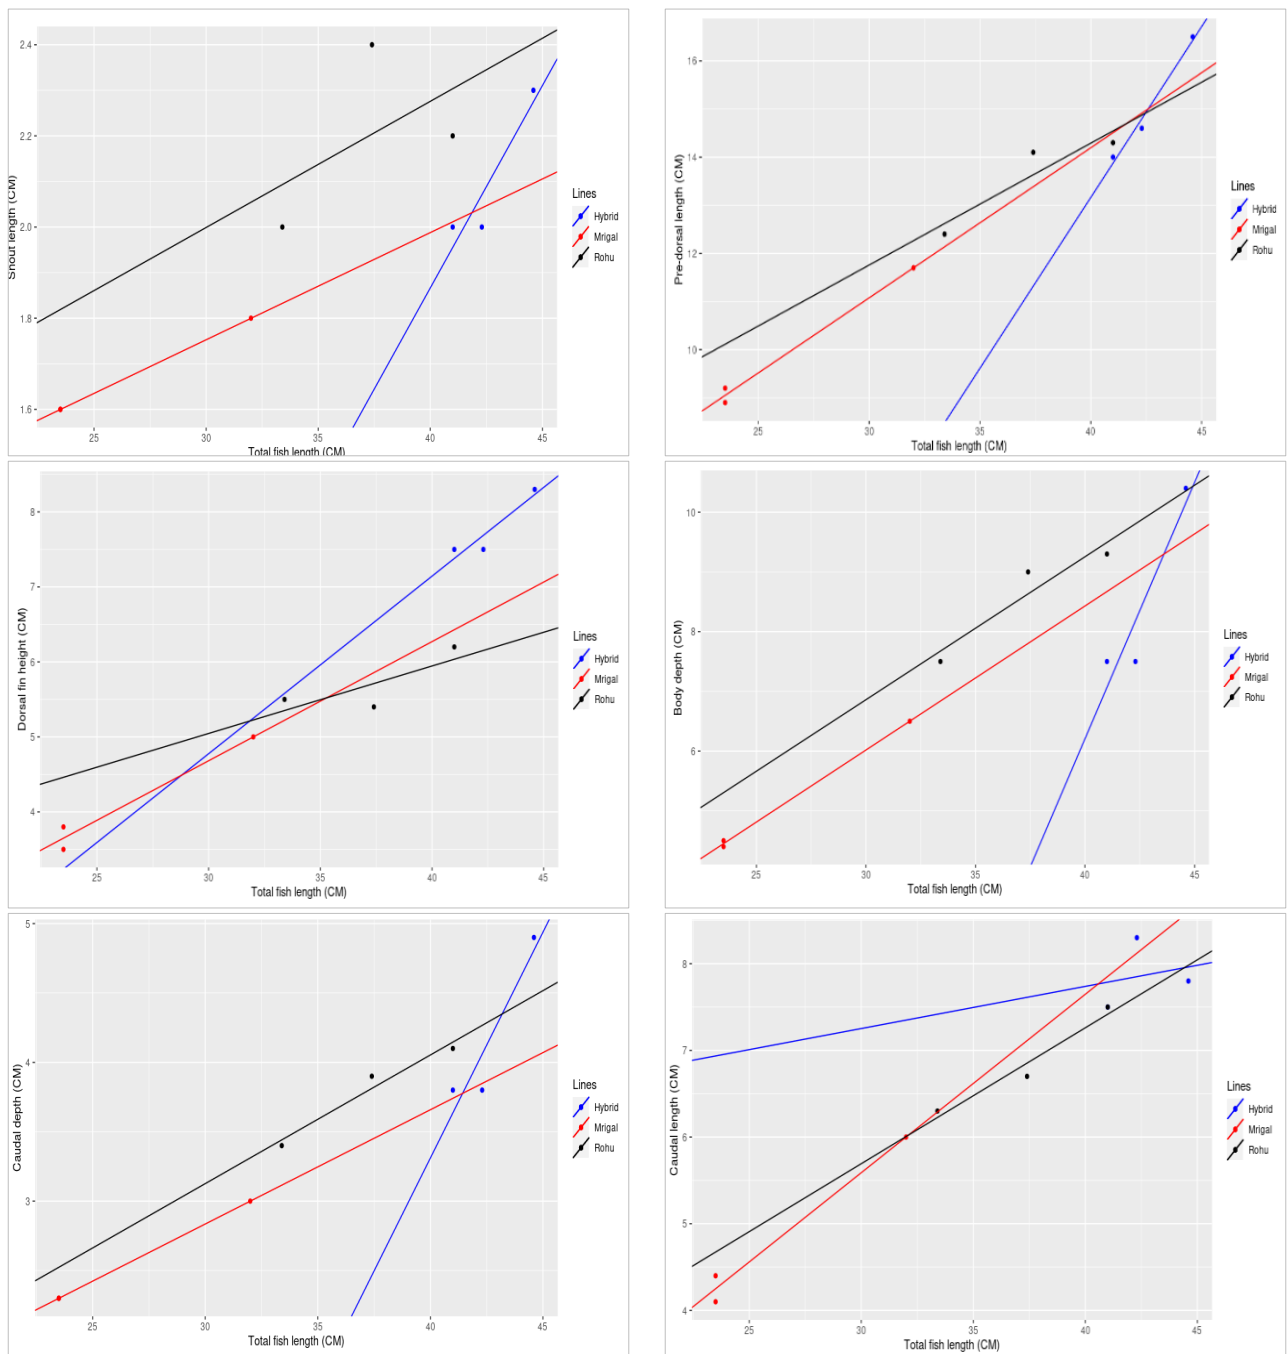 2.4
2.2
2.0
1.8
1.6
Snout length (CM)
25 30 35 40 45
Total fish length (CM)
Lines
Hybrid
Mrigal
Rohu
16
14
12
10
Pre-dorsal length (CM)
25 30 35 40 45
Total fish length (CM)
Lines
Hybrid
Mrigal
Rohu
8
7
6
5
4
Dorsal fin height (CM)
25 30 35 40 45
Total fish length (CM)
Lines
Hybrid
Mrigal
Rohu
10
8
6
Body depth (CM)
25 30 35 40 45
Total fish length (CM)
Lines
Hybrid
Mrigal
Rohu
5
4
3
Caudal depth (CM)
25 30 35 40 45
Total fish length (CM)
Lines
Hybrid
Mrigal
Rohu
8
7
6
5
4
Caudal length (CM)
25 30 35 40 45
Total fish length (CM)
Lines
Hybrid
Mrigal
Rohu